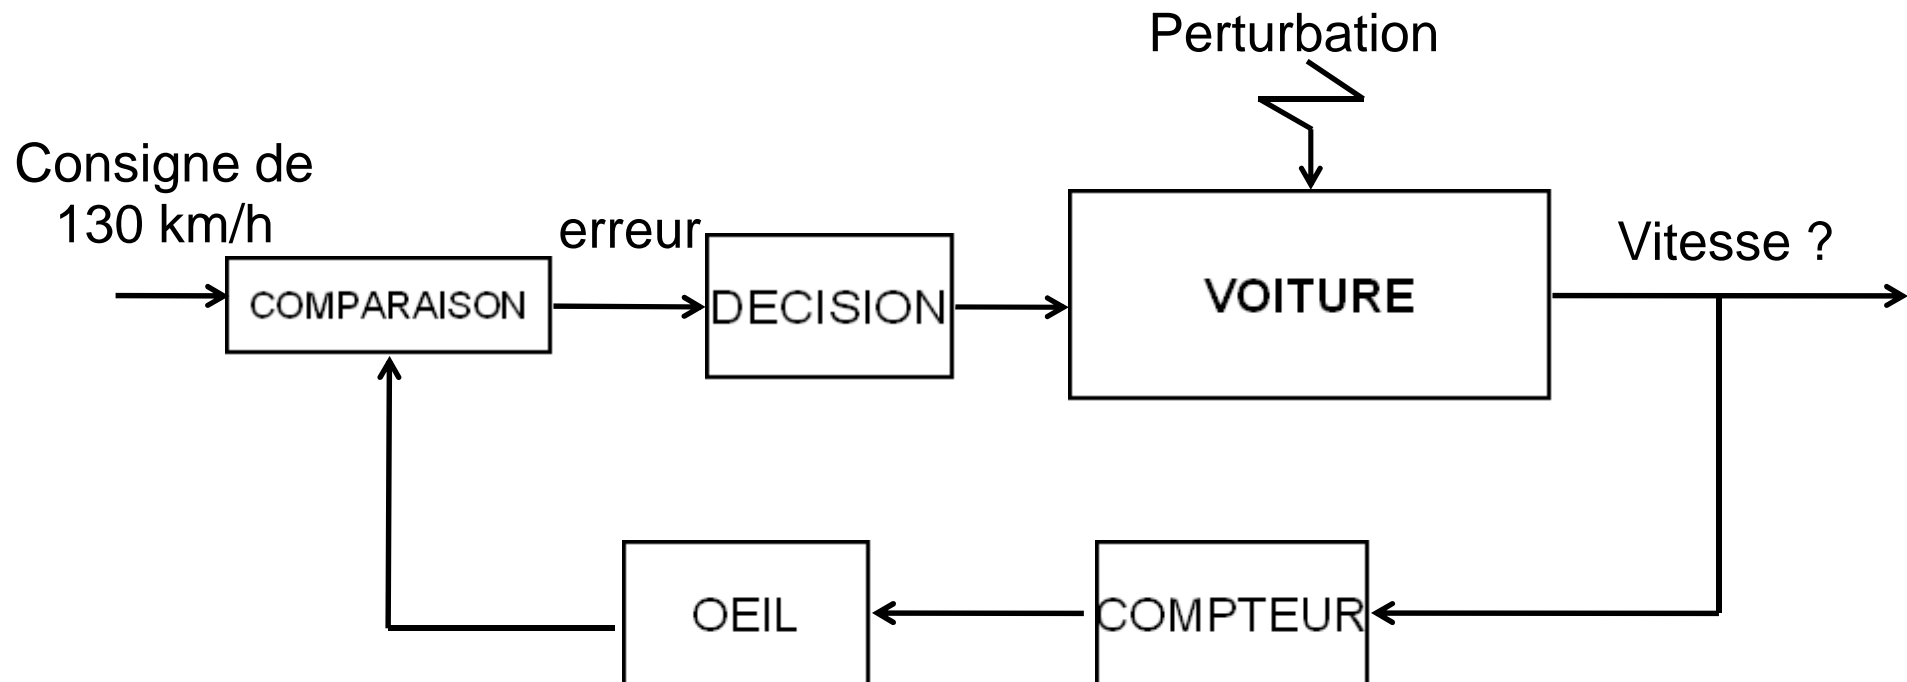 Perturbation
Consigne de
130 km/h
erreur
Vitesse ?
COMPARAISON
DECISION
VOITURE
OEIL
COMPTEUR